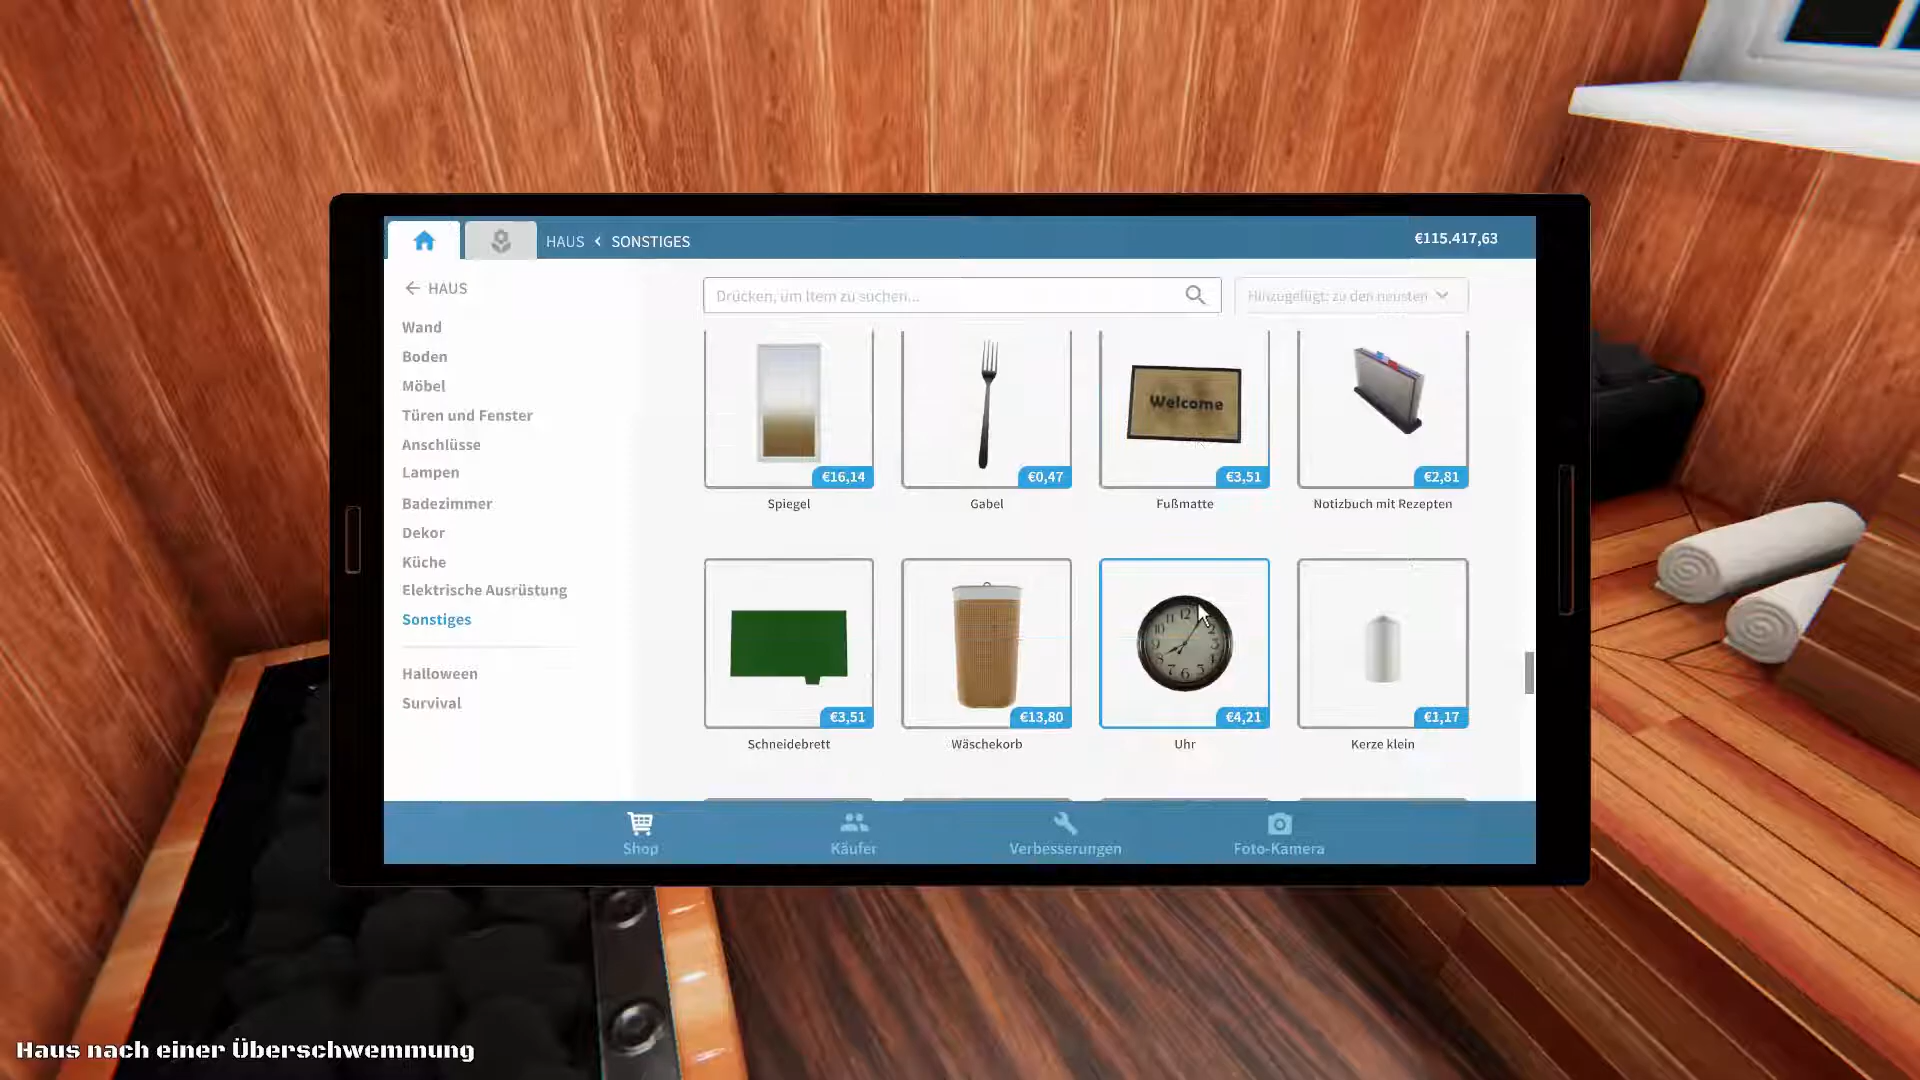 HAUS < SONSTIGES
€115.417,63
HAUS
Drücken, um Item zu suchen...
Hinzugefügt: zu den neusten
Wand
Boden
Möbel
Türen und Fenster
Anschlüsse
Lampen
Badezimmer
Dekor
Küche
Elektrische Ausrüstung
Sonstiges
Halloween
Survival
Welcome
€16,14
€0,47
€3,51
€2,81
Spiegel
Gabel
Fußmatte
Notizbuch mit Rezepten
€3,51
€13,80
€4,21
€1,17
Schneidebrett
Wäschekorb
Uhr
Kerze klein
Shop
Käufer
Verbesserungen
Foto-Kamera
Haus nach einer Überschwemmung